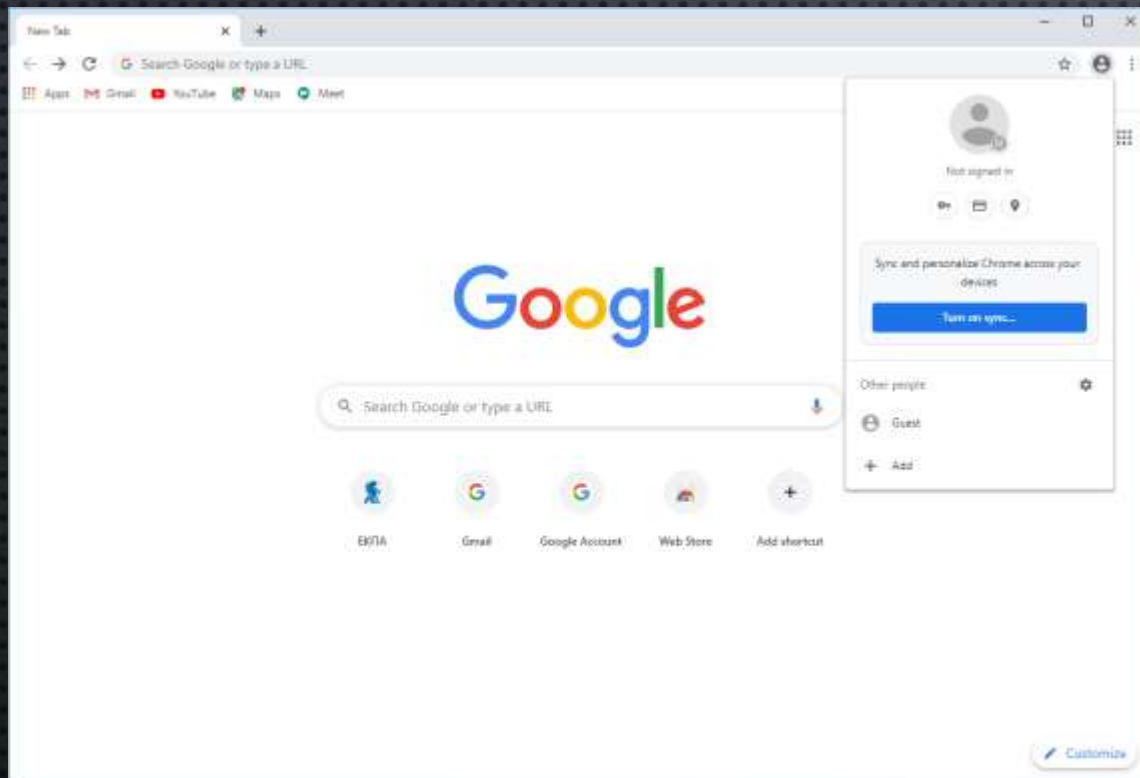 New Tab
Search Google or type a URL
Apps Gmail YouTube Maps Meet
Not signed in
Sync and personalize Chrome across your
devices
Turn on sync...
Other people
Guest
Add
Google
Search Google or type a URL
ΕΚΠΑ Gmail Google Account Web Store Add shortcut
Customize